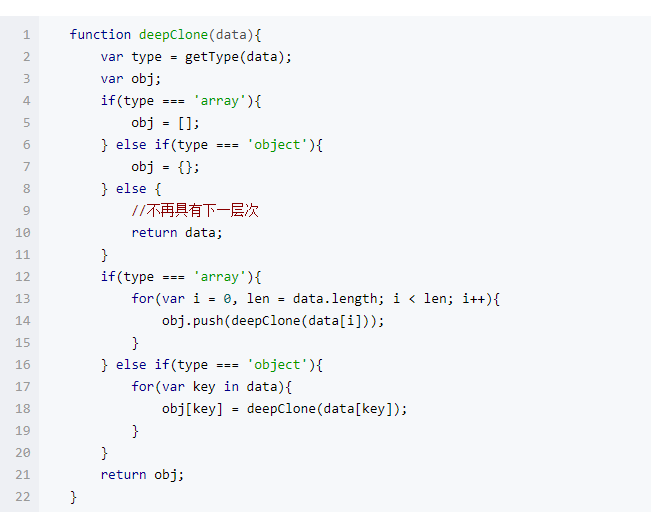 1 function deepClone(data){
2 var type = getType(data);
3 var obj;
4 if(type === 'array'){
5 obj = [];
6 } else if(type === 'object'){
7 obj = {};
8 } else {
9 //不再具有下一层次
10 return data;
11 }
12 if(type === 'array'){
13 for(var i = 0, len = data.length; i < len; i++){
14 obj.push(deepClone(data[i]));
15 }
16 } else if(type === 'object'){
17 for(var key in data){
18 obj[key] = deepClone(data[key]);
19 }
20 }
21 return obj;
22 }